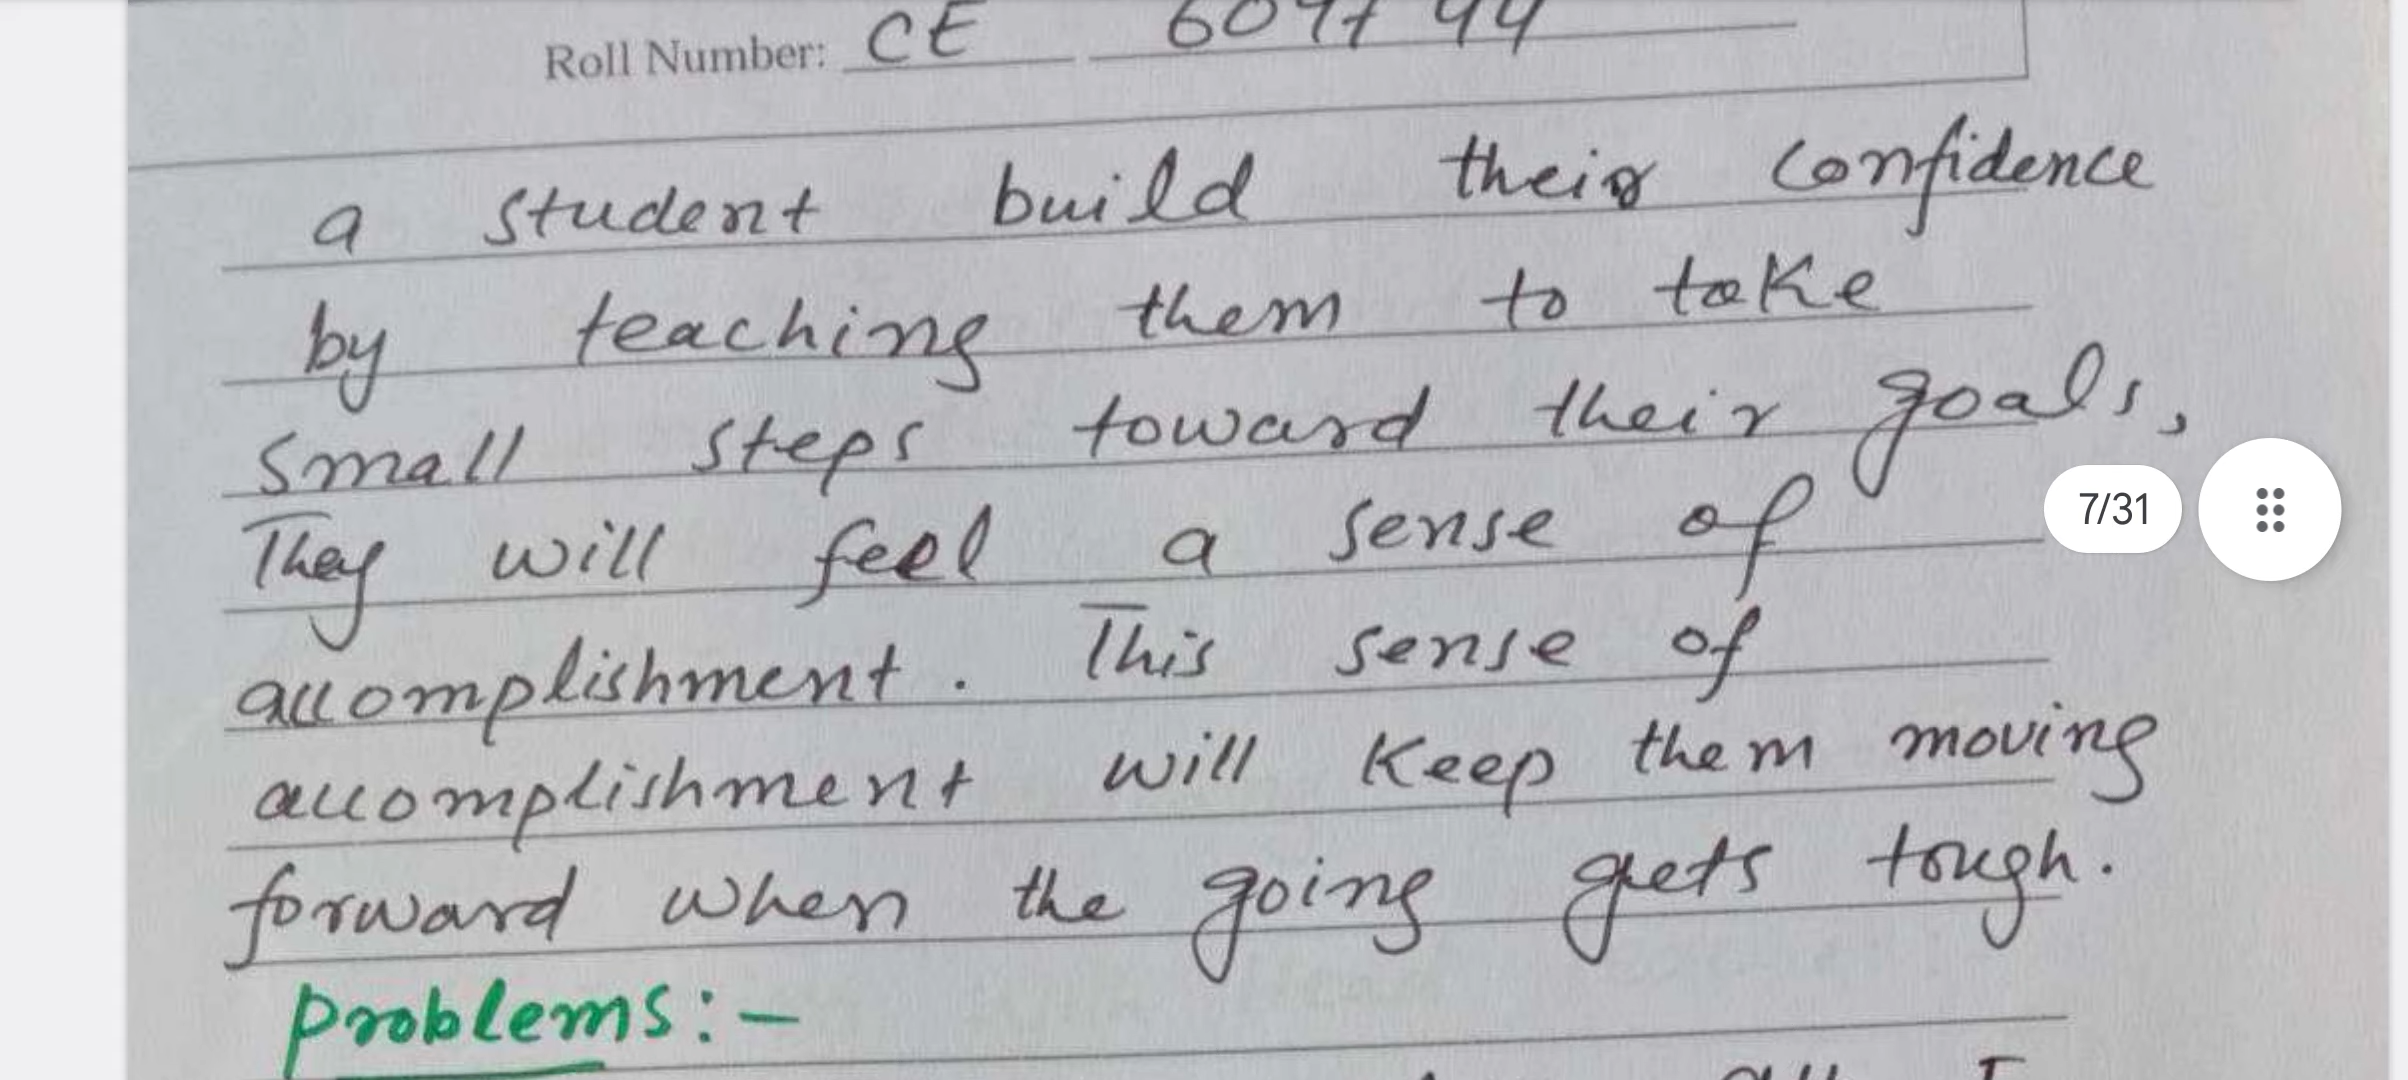 Roll Number: CE
a student build their confidence
by teaching them to take
small steps toward their goals,
They will feel a sense of
accomplishment. This sense of
accomplishment will keep them moving
forward when the going gets tough.
Problems:-
7/31